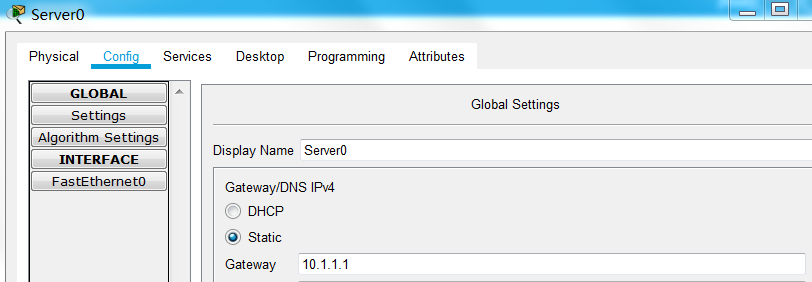 Server0
Physical Config Services Desktop Programming Attributes
GLOBAL
Settings
Algorithm Settings
INTERFACE
FastEthernet0
Global Settings
Display Name Server0
Gateway/DNS IPv4
DHCP
Static
Gateway 10.1.1.1